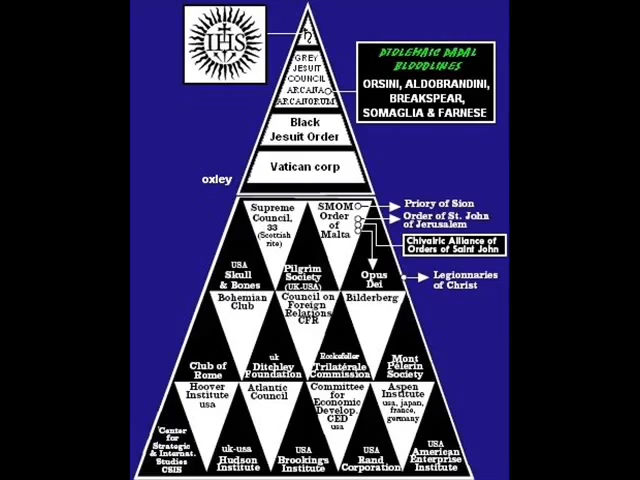 IHS
PTOLEMAIC PAPAL
BLOODLINES
ORSINI, ALDOBRANDINI,
BREAKSPEAR,
SOMAGLIA & FARNESE
GREY
JESUIT
COUNCIL
ARCANA
ARCANORUM
Black
Jesuit Order
Vatican corp
oxley
Supreme
Council,
33
(Scottish
rite)
SMOM
Order
of
Malta
Priory of Sion
Order of St. John
of Jerusalem
Chivalric Alliance of
Orders of Saint John
Legionnaries
of Christ
USA
Skull
& Bones
Pilgrim
Society
(UK-USA)
Opus
Dei
Bohemian
Club
Council on
Foreign
Relations
CFR
Bilderberg
Club of
Rome
uk
Ditchley
Foundation
Rockefeller
Trilatérale
Commission
Mont
Pelerin
Society
Hoover
Institute
usa
Atlantic
Council
Committee
for
Economic
Develop.
CED
usa
Aspen
Institute
usa, japan,
france,
germany
Center
for
Strategic
& Internat.
Studies
CSIS
uk-usa
Hudson
Institute
USA
Brookings
Institute
USA
Rand
Corporation
USA
American
Enterprise
Institute